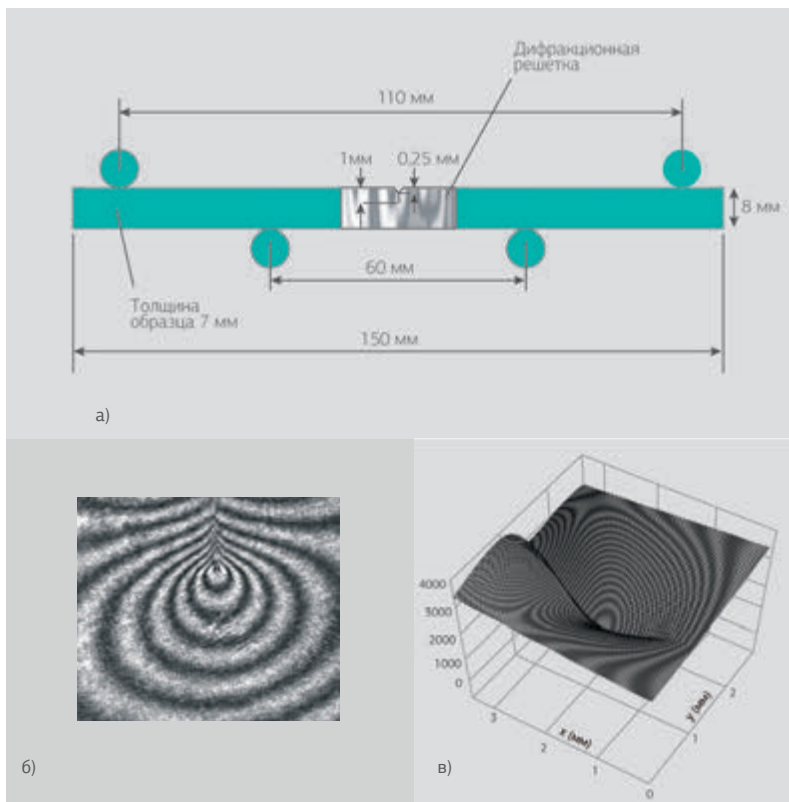 Дифракционная
решетка
110 мм
1мм
0,25 мм
8 мм
60 мм
Толщина
образца 7 мм
150 мм
а)
б)
4000
3000
2000
1000
0
3
2
x (мм)
1
0
1
y (мм)
2
в)